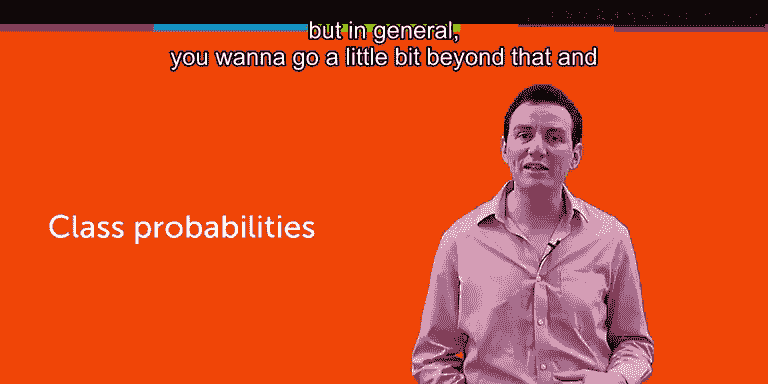 but in general,
you wanna go a little bit beyond that and
Class probabilities